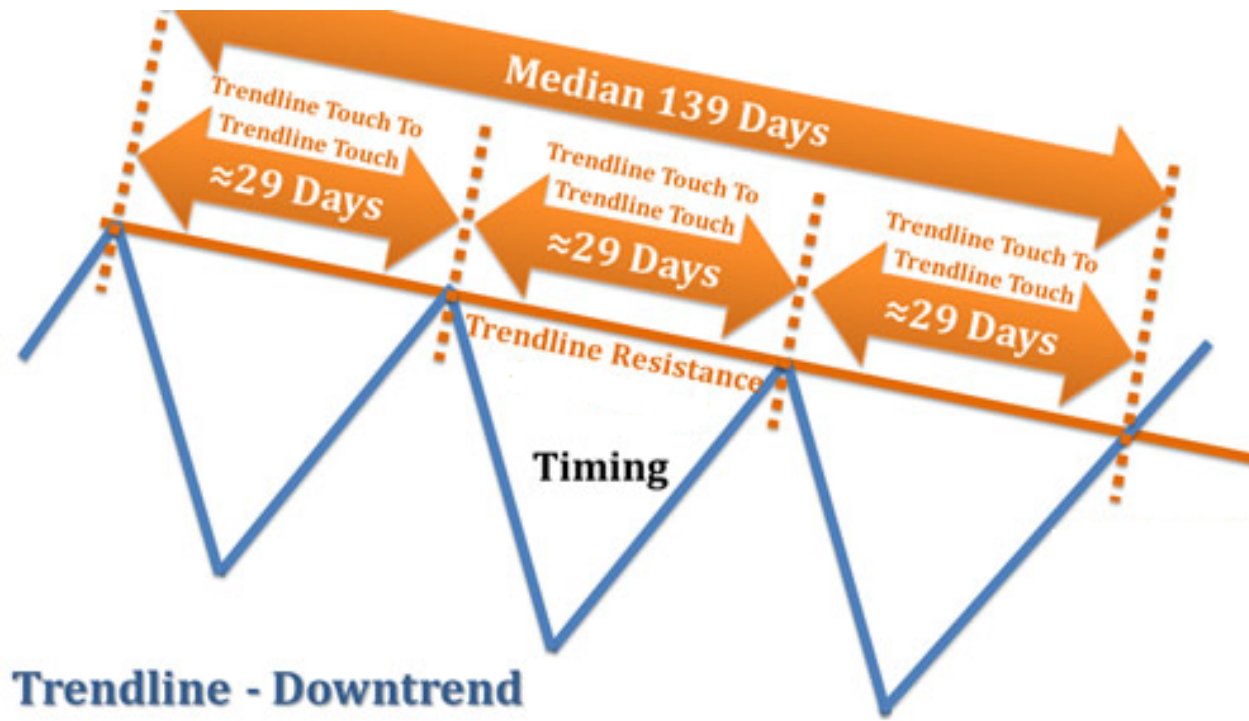 Median 139 Days
Trendline Touch To
Trendline Touch
≈29 Days
Trendline Touch To
Trendline Touch
≈29 Days
Trendline Touch To
Trendline Touch
≈29 Days
Trendline Resistance
Timing
Trendline - Downtrend